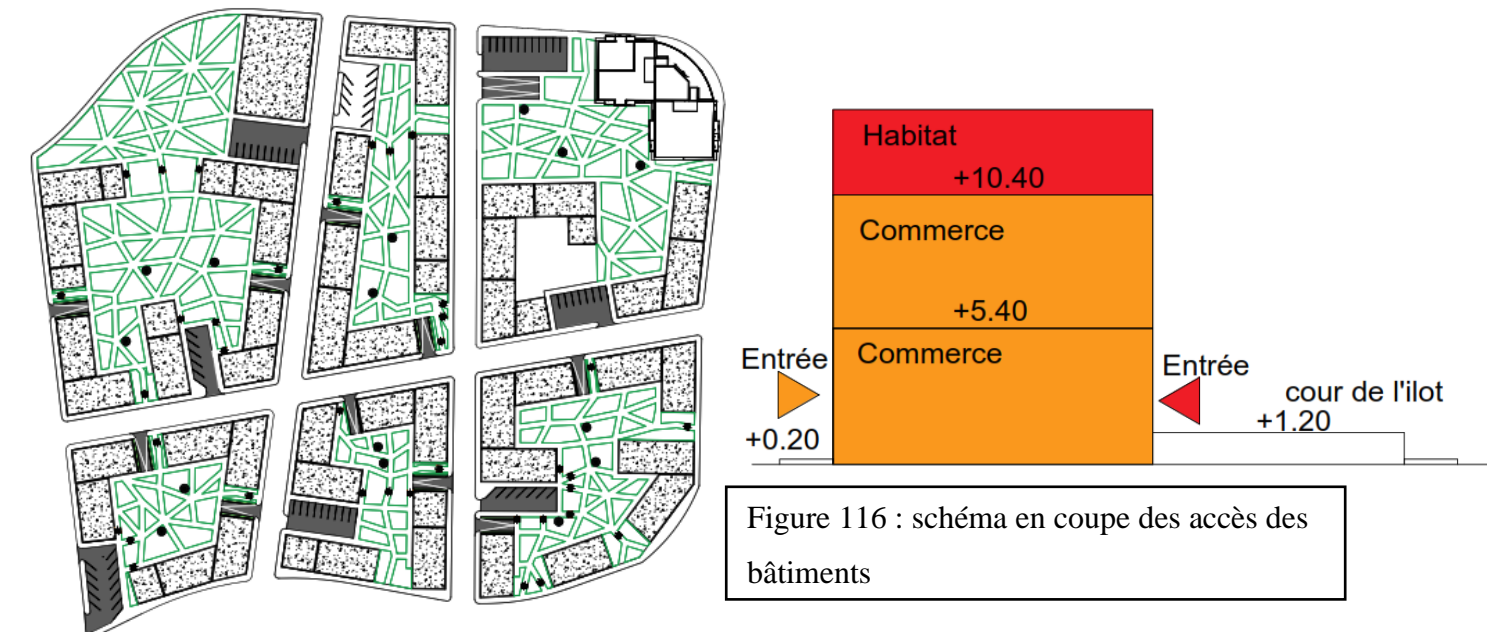 Habitat
+10.40
Commerce
+5.40
Commerce
Entrée
+0.20
Entrée
cour de l'ilot
+1.20
Figure 116 : schéma en coupe des accès des
bâtiments